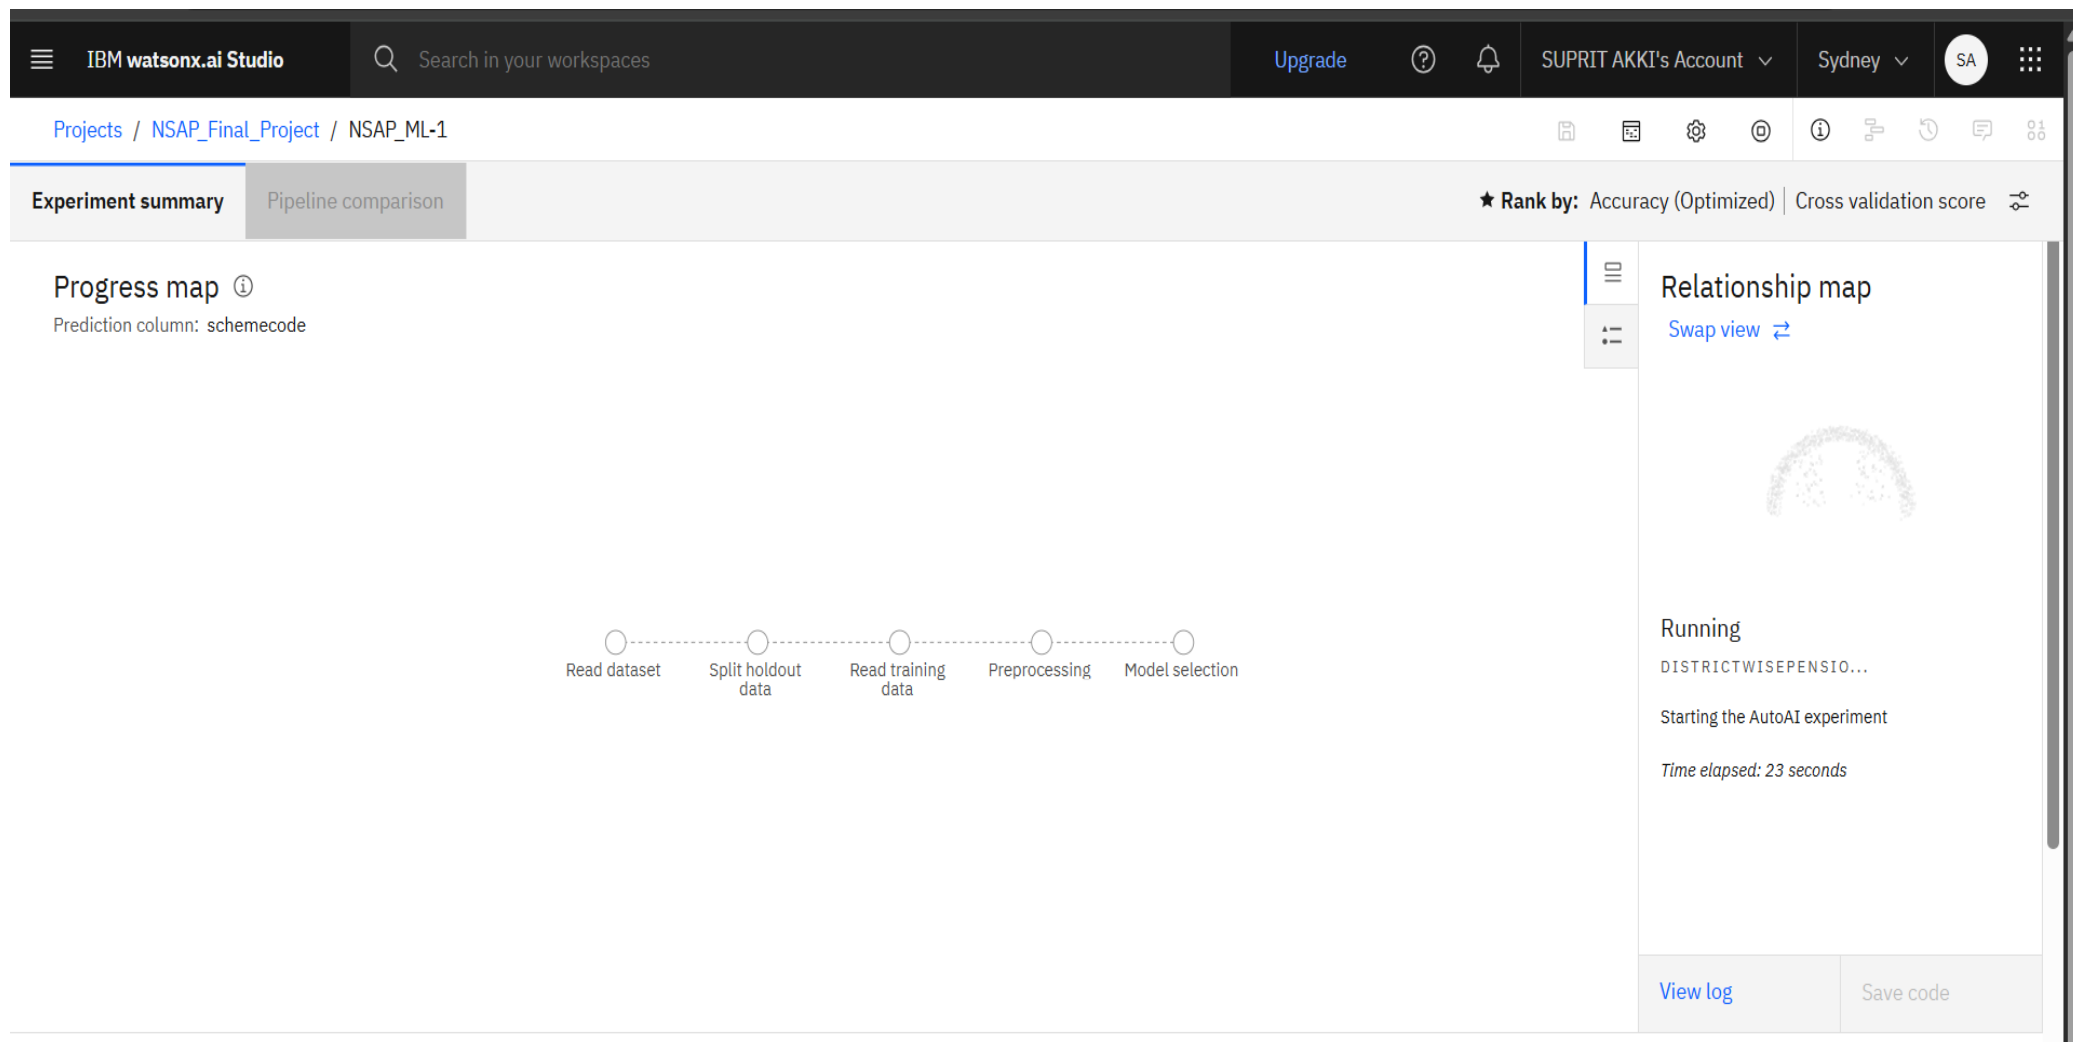 IBM watsonx.ai Studio
Search in your workspaces
Upgrade
SUPRIT AKKI's Account
Sydney
SA
Projects / NSAP_Final_Project / NSAP_ML-1
Experiment summary
Pipeline comparison
★ Rank by: Accuracy (Optimized) | Cross validation score
Progress map
Prediction column: schemecode
Read dataset
Split holdout
data
Read training
data
Preprocessing
Model selection
Relationship map
Swap view
Running
DISTRICTWISEPENSIO...
Starting the AutoAI experiment
Time elapsed: 23 seconds
View log
Save code